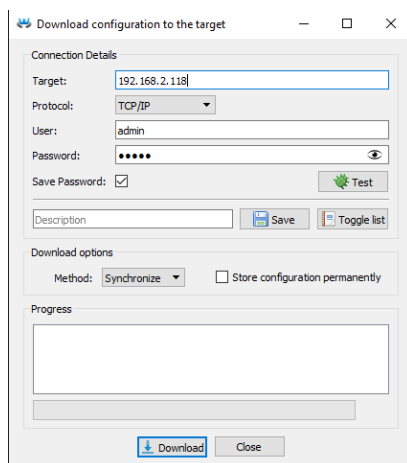 Download configuration to the target
Connection Details
Target: 192.168.2.118
Protocol: TCP/IP
User: admin
Password: •••••
Save Password: Test
Description Save Toggle list
Download options
Method: Synchronize Store configuration permanently
Progress
Download Close